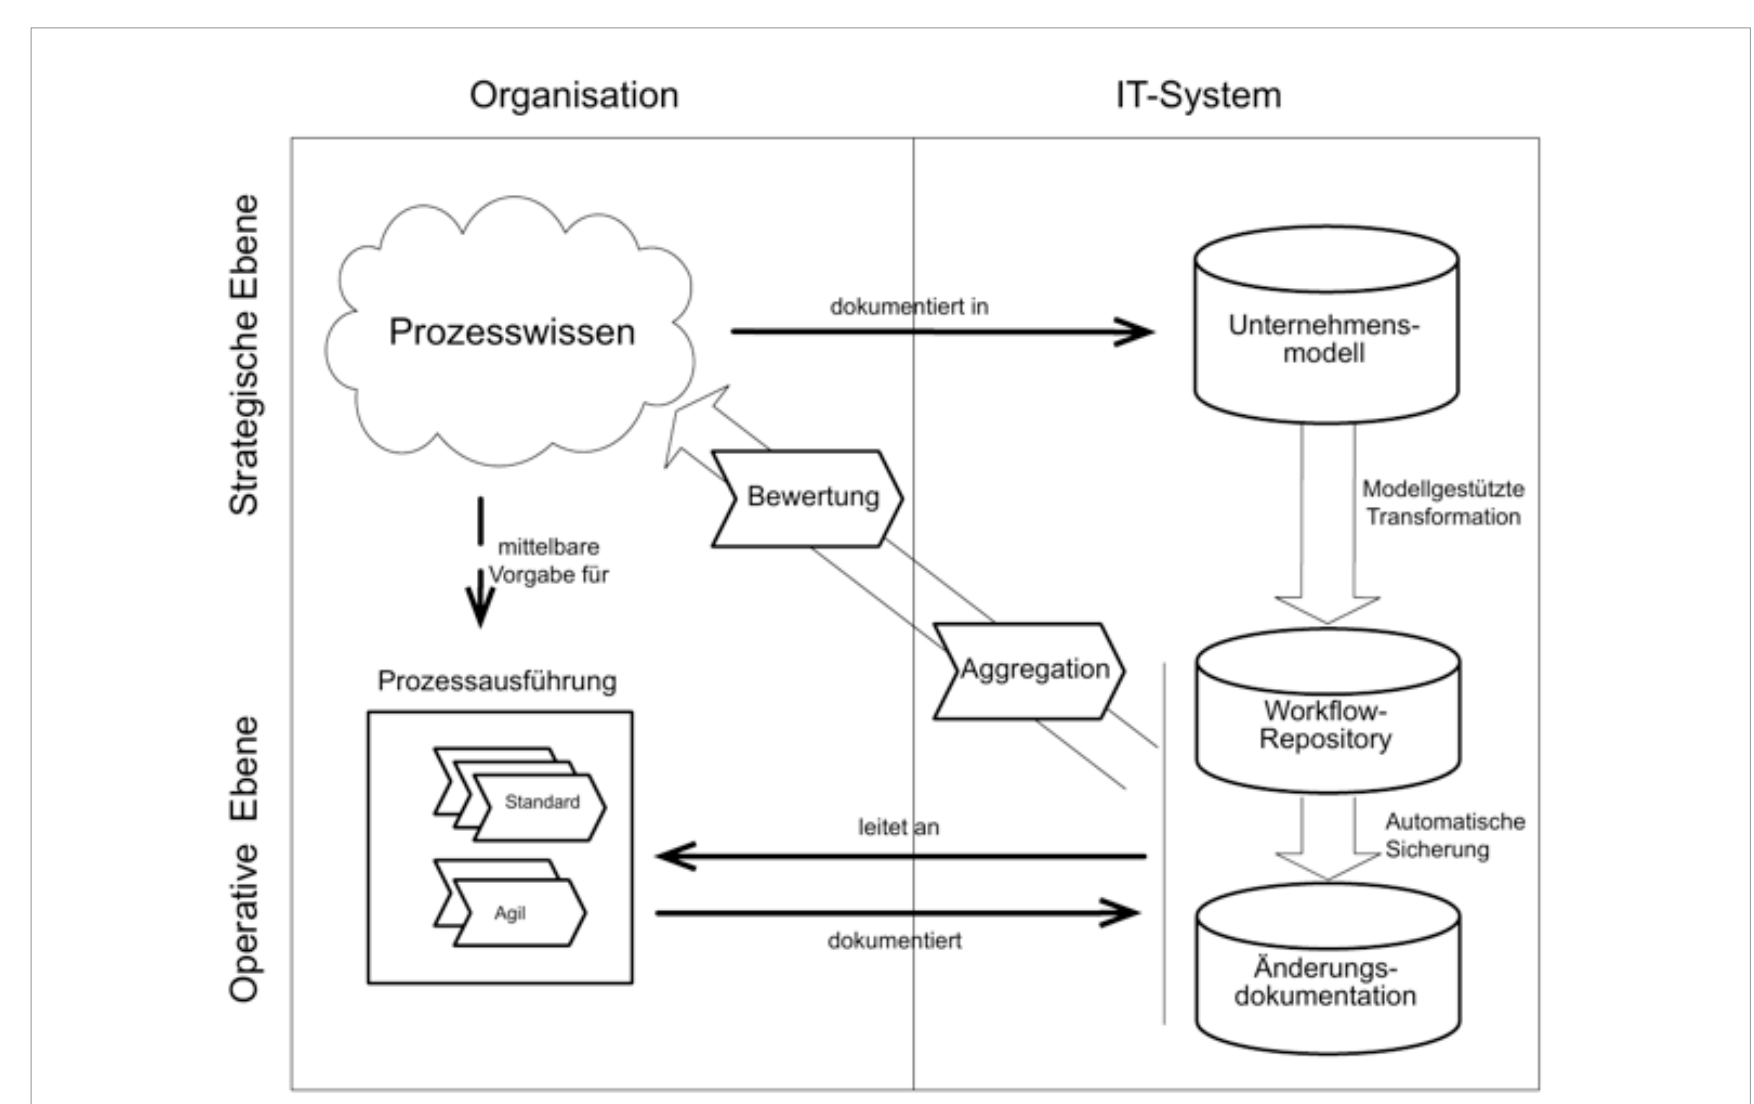 Organisation
IT-System
Strategische Ebene
Prozesswissen
dokumentiert in
Unternehmens-
modell
Bewertung
Modellgestützte
Transformation
mittelbare
Vorgabe für
Aggregation
Operative Ebene
Prozessausführung
Workflow-
Repository
Standard
leitet an
Automatische
Sicherung
Agil
dokumentiert
Änderungs-
dokumentation